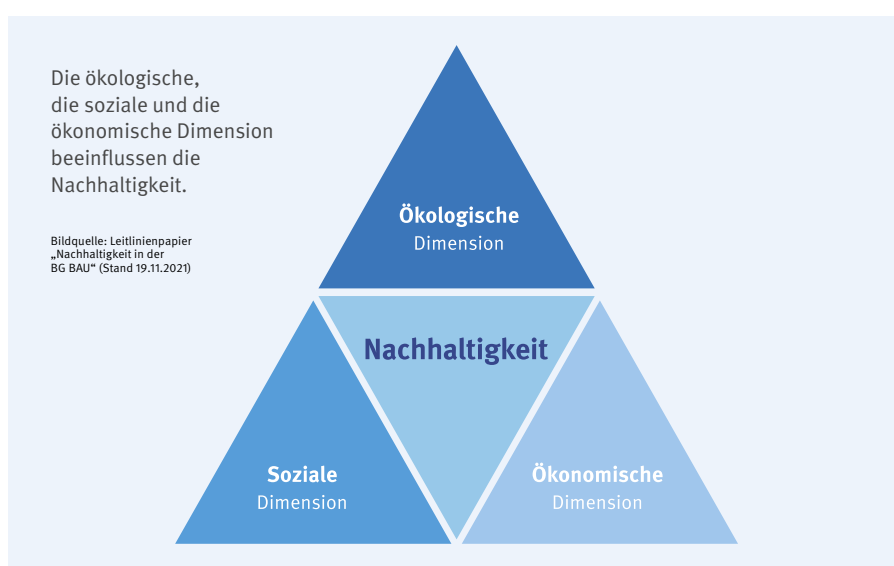 Die ökologische,
die soziale und die
ökonomische Dimension
beeinflussen die
Nachhaltigkeit.
Bildquelle: Leitlinienpapier
„Nachhaltigkeit in der
BG BAU“ (Stand 19.11.2021)
Ökologische
Dimension
Nachhaltigkeit
Soziale
Dimension
Ökonomische
Dimension